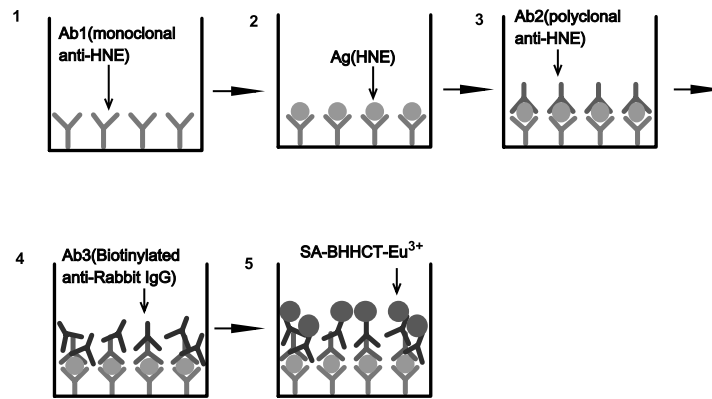 1
Ab1(monoclonal
anti-HNE)
2
Ag(HNE)
3
Ab2(polyclonal
anti-HNE)
4
Ab3(Biotinylated
anti-Rabbit IgG)
5
SA-BHHCT-Eu³⁺